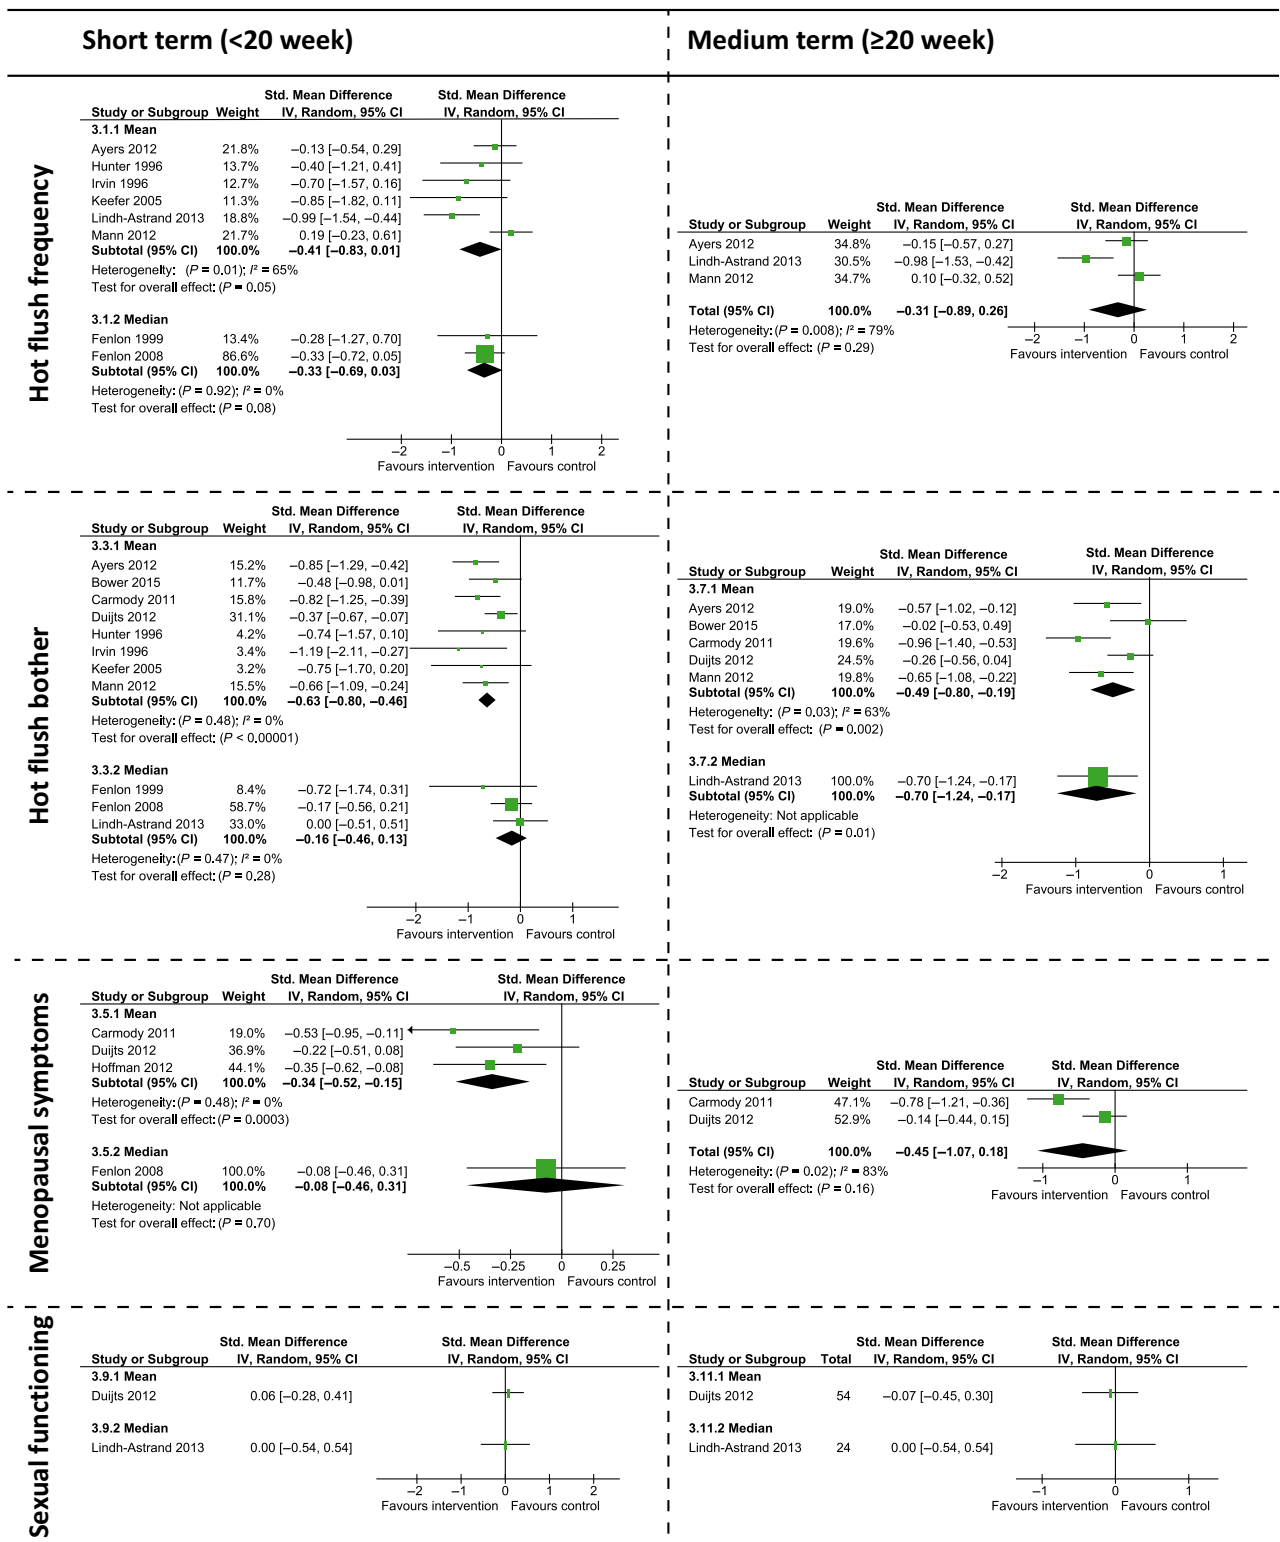 Short term (<20 week)
Medium term (≥20 week)
Hot flush frequency
Std. Mean Difference Std. Mean Difference
Study or Subgroup Weight IV, Random, 95% CI IV, Random, 95% CI
3.1.1 Mean
Ayers 2012 21.8% −0.13 [−0.54, 0.29]
Hunter 1996 13.7% −0.40 [−1.21, 0.41]
Irvin 1996 12.7% −0.70 [−1.57, 0.16]
Keefer 2005 11.3% −0.85 [−1.82, 0.11]
Lindh-Astrand 2013 18.8% −0.99 [−1.54, −0.44]
Mann 2012 21.7% 0.19 [−0.23, 0.61]
Subtotal (95% CI) 100.0% −0.41 [−0.83, 0.01]
Heterogeneity: (P = 0.01); I² = 65%
Test for overall effect: (P = 0.05)
3.1.2 Median
Fenlon 1999 13.4% −0.28 [−1.27, 0.70]
Fenlon 2008 86.6% −0.33 [−0.72, 0.05]
Subtotal (95% CI) 100.0% −0.33 [−0.69, 0.03]
Heterogeneity: (P = 0.92); I² = 0%
Test for overall effect: (P = 0.08)
−2 −1 0 1 2
Favours intervention Favours control
Std. Mean Difference Std. Mean Difference
Study or Subgroup Weight IV, Random, 95% CI IV, Random, 95% CI
Ayers 2012 34.8% −0.15 [−0.57, 0.27]
Lindh-Astrand 2013 30.5% −0.98 [−1.53, −0.42]
Mann 2012 34.7% 0.10 [−0.32, 0.52]
Total (95% CI) 100.0% −0.31 [−0.89, 0.26]
Heterogeneity: (P = 0.008); I² = 79%
Test for overall effect: (P = 0.29)
−2 −1 0 1 2
Favours intervention Favours control
Hot flush bother
Std. Mean Difference Std. Mean Difference
Study or Subgroup Weight IV, Random, 95% CI IV, Random, 95% CI
3.3.1 Mean
Ayers 2012 15.2% −0.85 [−1.29, −0.42]
Bower 2015 11.7% −0.48 [−0.98, 0.01]
Carmody 2011 15.8% −0.82 [−1.25, −0.39]
Duijts 2012 31.1% −0.37 [−0.67, −0.07]
Hunter 1996 4.2% −0.74 [−1.57, 0.10]
Irvin 1996 3.4% −1.19 [−2.11, −0.27]
Keefer 2005 3.2% −0.75 [−1.70, 0.20]
Mann 2012 15.5% −0.66 [−1.09, −0.24]
Subtotal (95% CI) 100.0% −0.63 [−0.80, −0.46]
Heterogeneity: (P = 0.48); I² = 0%
Test for overall effect: (P < 0.00001)
3.3.2 Median
Fenlon 1999 8.4% −0.72 [−1.74, 0.31]
Fenlon 2008 58.7% −0.17 [−0.56, 0.21]
Lindh-Astrand 2013 33.0% 0.00 [−0.51, 0.51]
Subtotal (95% CI) 100.0% −0.16 [−0.46, 0.13]
Heterogeneity: (P = 0.47); I² = 0%
Test for overall effect: (P = 0.28)
−2 −1 0 1
Favours intervention Favours control
Std. Mean Difference Std. Mean Difference
Study or Subgroup Weight IV, Random, 95% CI IV, Random, 95% CI
3.7.1 Mean
Ayers 2012 19.0% −0.57 [−1.02, −0.12]
Bower 2015 17.0% −0.02 [−0.53, 0.49]
Carmody 2011 19.6% −0.96 [−1.40, −0.53]
Duijts 2012 24.5% −0.26 [−0.56, 0.04]
Mann 2012 19.8% −0.65 [−1.08, −0.22]
Subtotal (95% CI) 100.0% −0.49 [−0.80, −0.19]
Heterogeneity: (P = 0.03); I² = 63%
Test for overall effect: (P = 0.002)
3.7.2 Median
Lindh-Astrand 2013 100.0% −0.70 [−1.24, −0.17]
Subtotal (95% CI) 100.0% −0.70 [−1.24, −0.17]
Heterogeneity: Not applicable
Test for overall effect: (P = 0.01)
−2 −1 0 1
Favours intervention Favours control
Menopausal symptoms
Std. Mean Difference Std. Mean Difference
Study or Subgroup Weight IV, Random, 95% CI IV, Random, 95% CI
3.5.1 Mean
Carmody 2011 19.0% −0.53 [−0.95, −0.11]
Duijts 2012 36.9% −0.22 [−0.51, 0.08]
Hoffman 2012 44.1% −0.35 [−0.62, −0.08]
Subtotal (95% CI) 100.0% −0.34 [−0.52, −0.15]
Heterogeneity: (P = 0.48); I² = 0%
Test for overall effect: (P = 0.0003)
3.5.2 Median
Fenlon 2008 100.0% −0.08 [−0.46, 0.31]
Subtotal (95% CI) 100.0% −0.08 [−0.46, 0.31]
Heterogeneity: Not applicable
Test for overall effect: (P = 0.70)
−0.5 −0.25 0 0.25
Favours intervention Favours control
Std. Mean Difference Std. Mean Difference
Study or Subgroup Weight IV, Random, 95% CI IV, Random, 95% CI
Carmody 2011 47.1% −0.78 [−1.21, −0.36]
Duijts 2012 52.9% −0.14 [−0.44, 0.15]
Total (95% CI) 100.0% −0.45 [−1.07, 0.18]
Heterogeneity: (P = 0.02); I² = 83%
Test for overall effect: (P = 0.16)
−1 0 1
Favours intervention Favours control
Sexual functioning
Std. Mean Difference Std. Mean Difference
Study or Subgroup IV, Random, 95% CI IV, Random, 95% CI
3.9.1 Mean
Duijts 2012 0.06 [−0.28, 0.41]
3.9.2 Median
Lindh-Astrand 2013 0.00 [−0.54, 0.54]
−2 −1 0 1 2
Favours intervention Favours control
Std. Mean Difference Std. Mean Difference
Study or Subgroup Total IV, Random, 95% CI IV, Random, 95% CI
3.11.1 Mean
Duijts 2012 54 −0.07 [−0.45, 0.30]
3.11.2 Median
Lindh-Astrand 2013 24 0.00 [−0.54, 0.54]
−1 0 1
Favours intervention Favours control